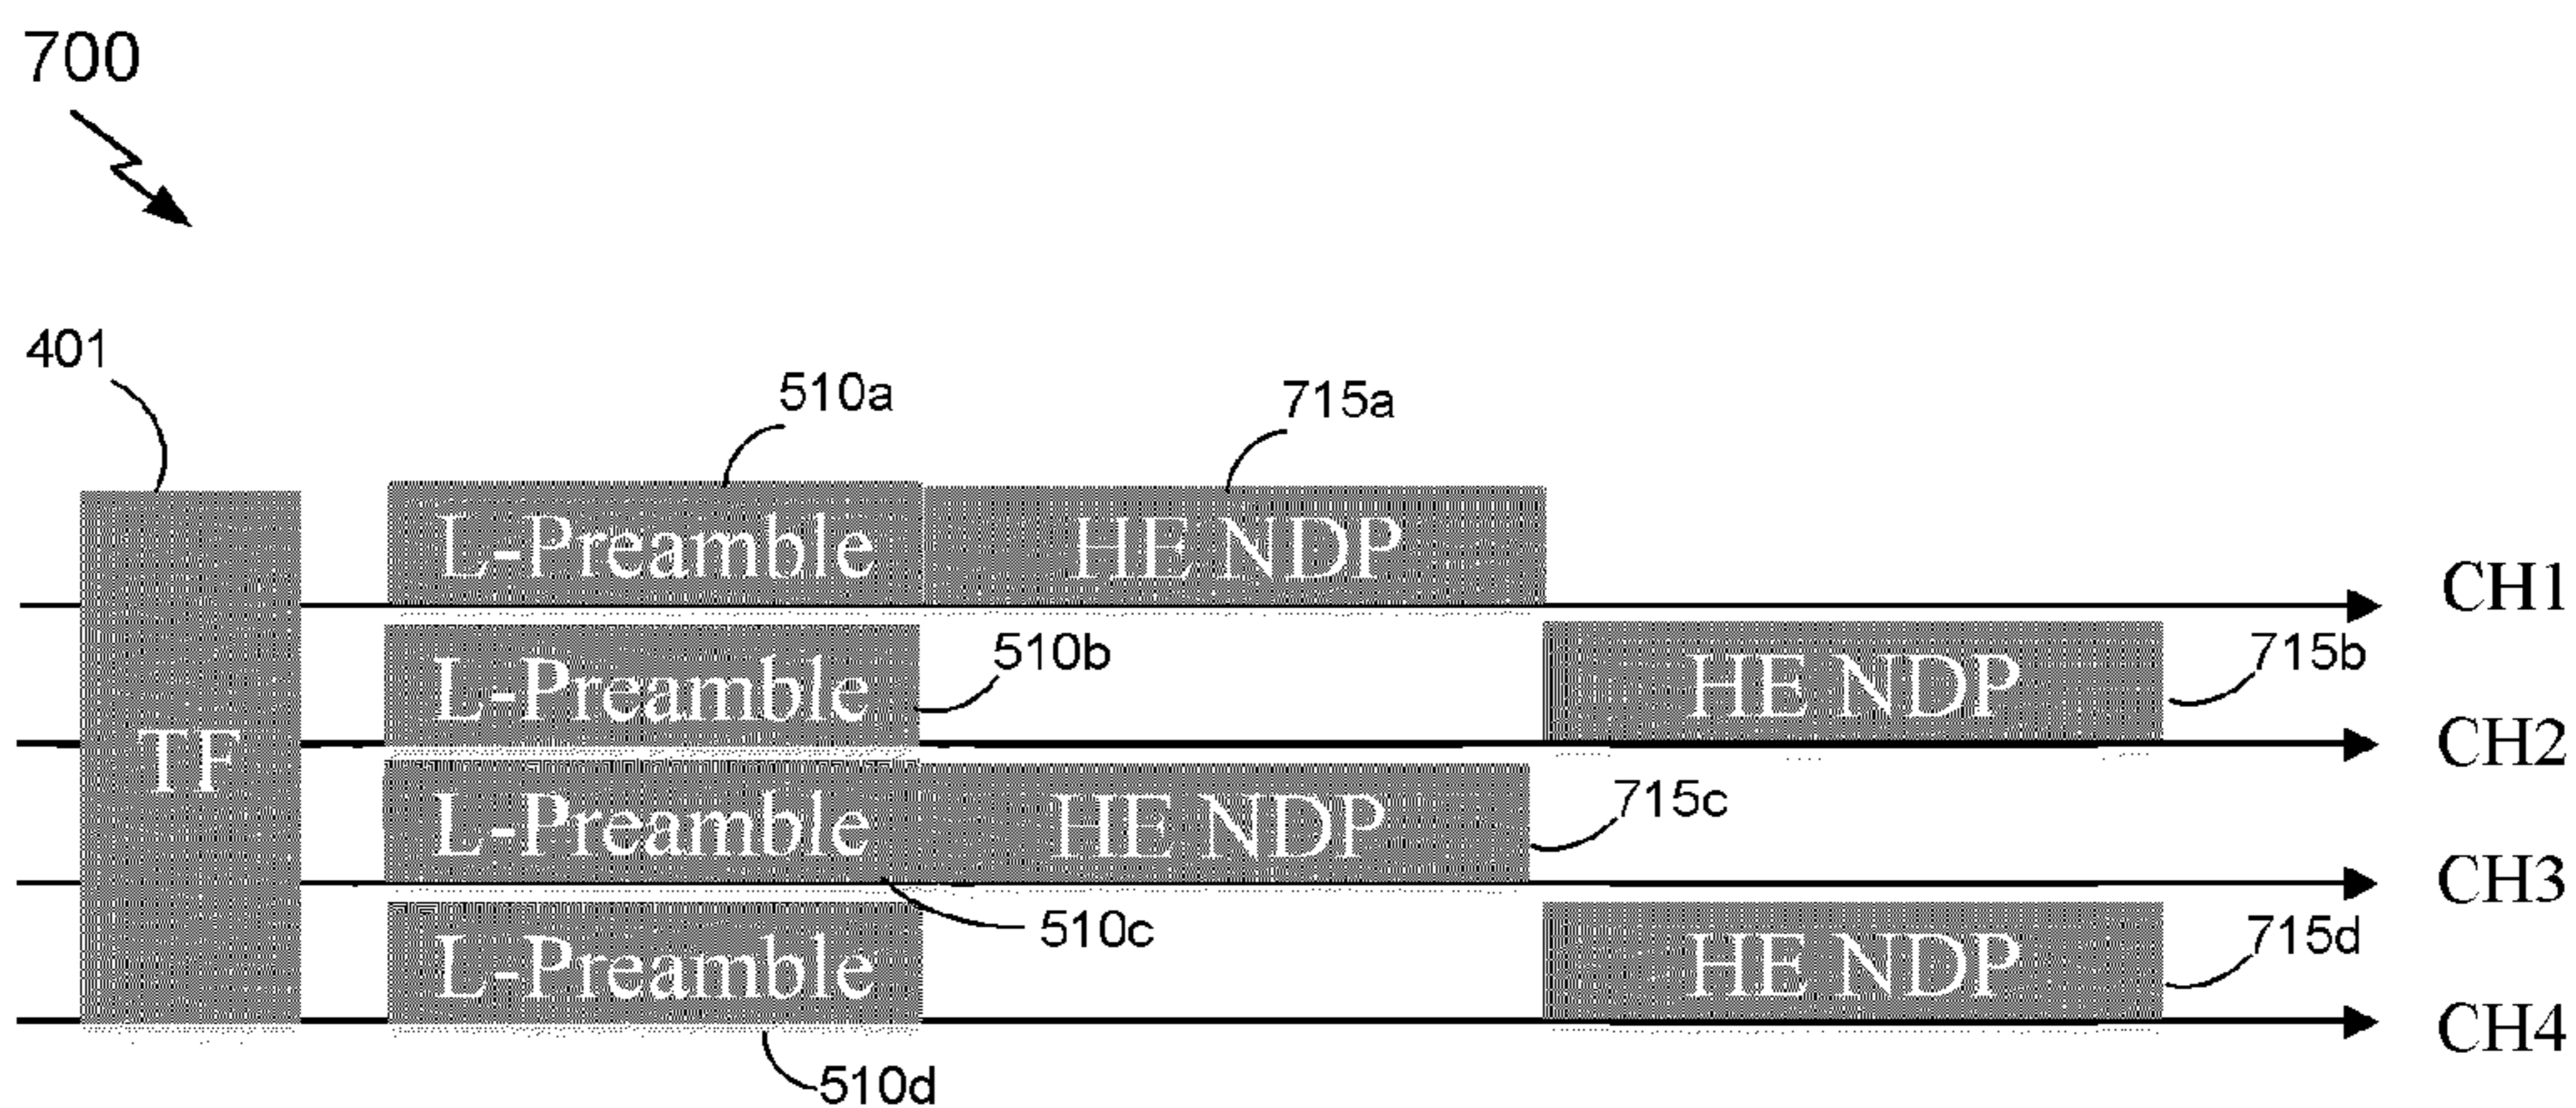 700
401
510a
715a
L-Preamble
HE NDP
CH1
L-Preamble
510b
HE NDP
715b
TF
CH2
L-Preamble
HE NDP
715c
CH3
510c
L-Preamble
HE NDP
715d
CH4
510d